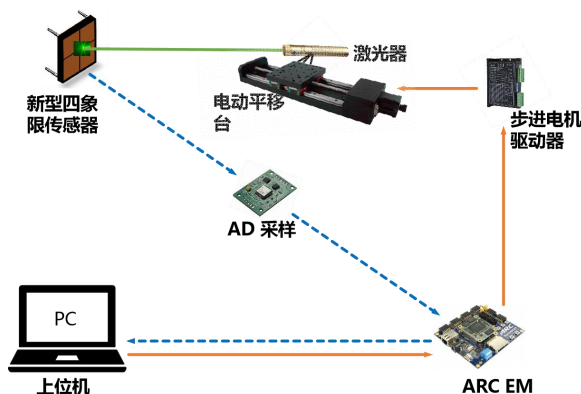 激光器
新型四象
限传感器
电动平移
台
步进电机
驱动器
AD 采样
PC
上位机
ARC EM